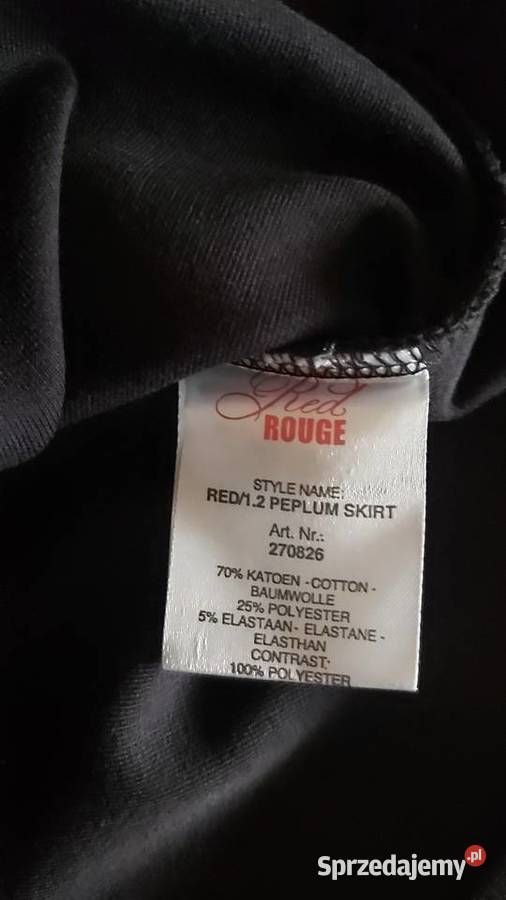 Red
ROUGE
STYLE NAME:
RED/1.2 PEPLUM SKIRT
Art. Nr.:
270826
70% KATOEN - COTTON -
BAUMWOLLE
25% POLYESTER
5% ELASTAAN - ELASTANE -
ELASTHAN
CONTRAST:
100% POLYESTER
Sprzedajemy.pl